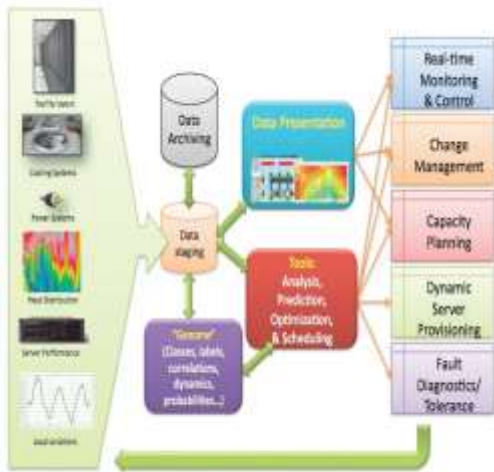 Cooling Systems
Power Systems
Heat Distribution
Server Performance
Load variations
Data
Archiving
Data
staging
"Genome"
(Classes, labels,
correlations,
dynamics,
probabilities...)
Data Presentation
Tools:
Analysis,
Prediction,
Optimization,
& Scheduling
Real-time
Monitoring
& Control
Change
Management
Capacity
Planning
Dynamic
Server
Provisioning
Fault
Diagnostics/
Tolerance